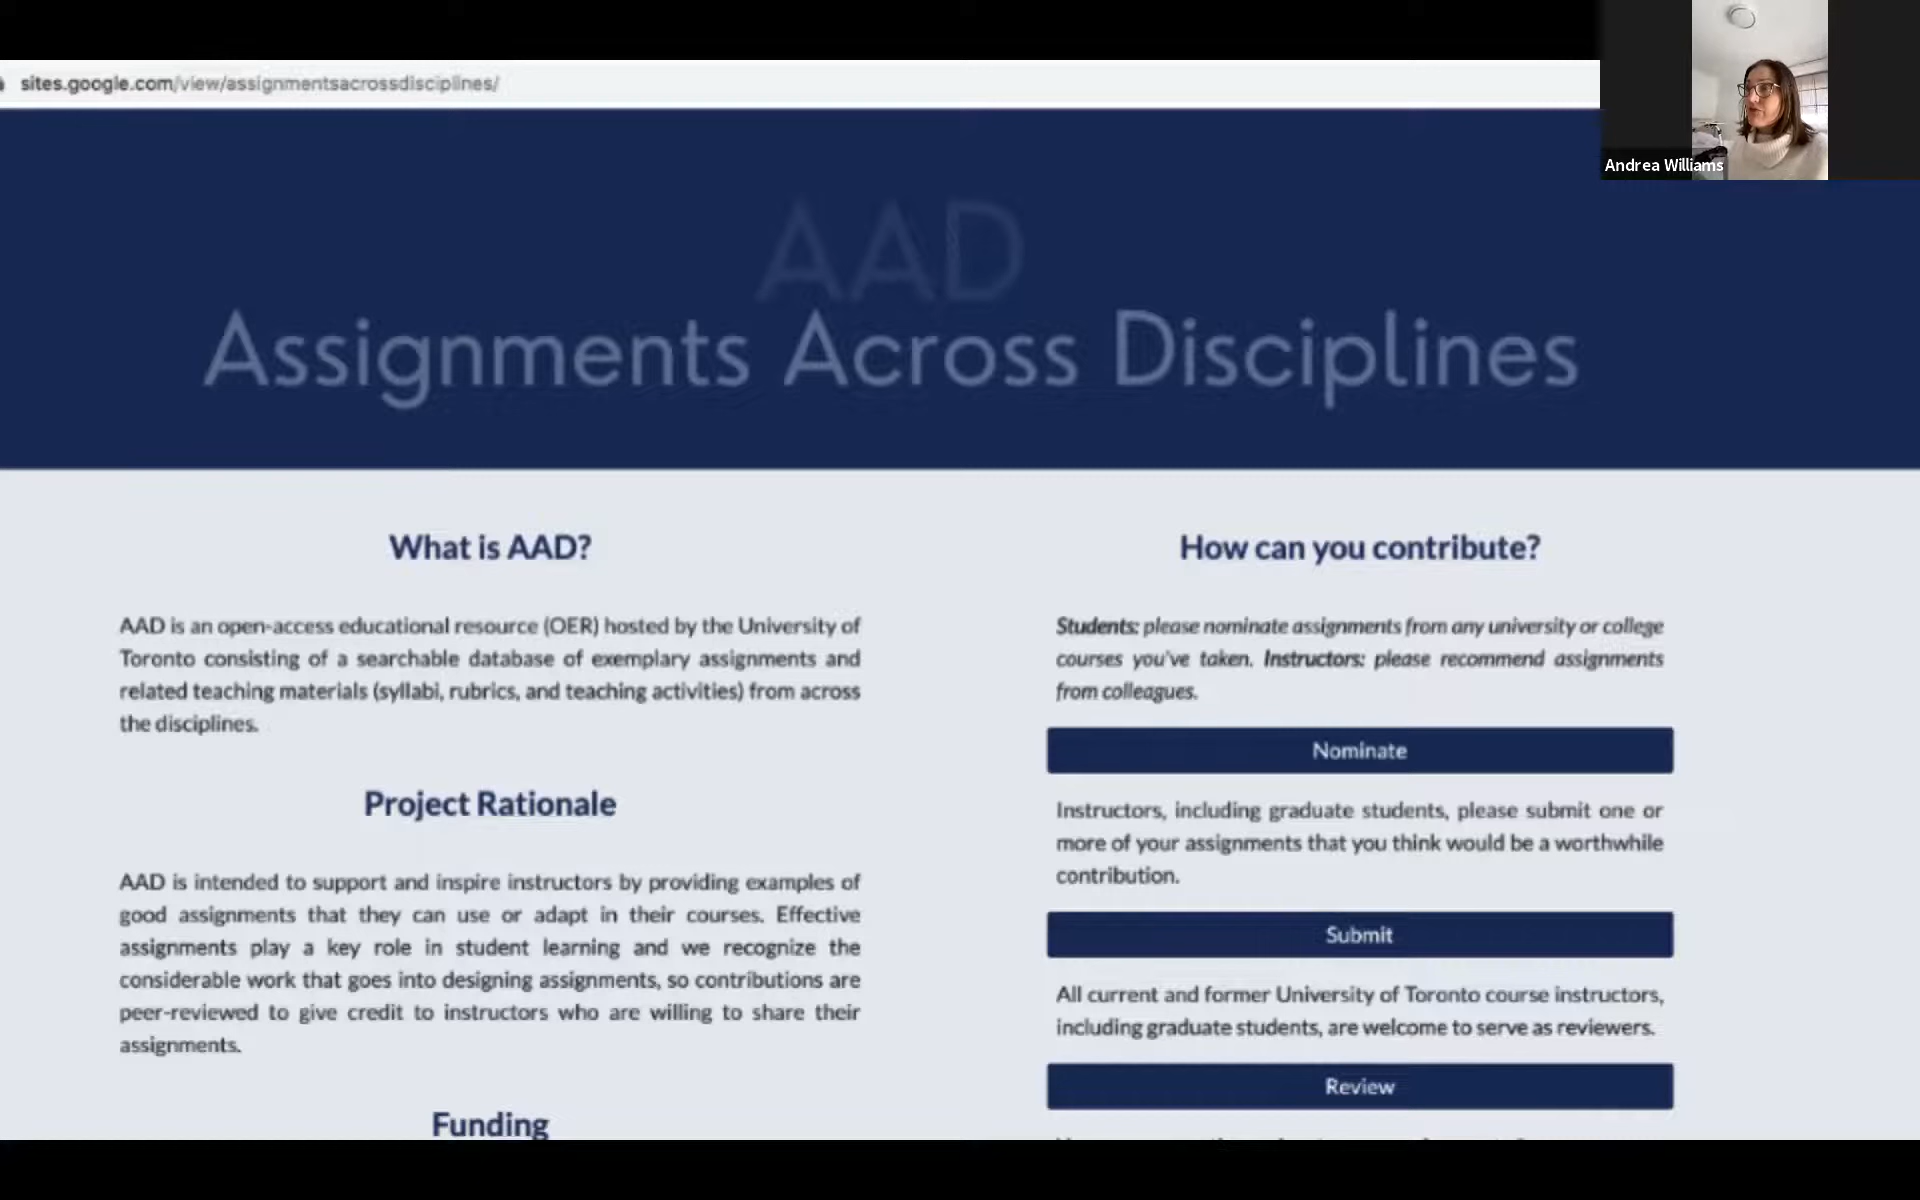 sites.google.com/view/assignmentsacrossdisciplines/
Andrea Williams
AAD
Assignments Across Disciplines
What is AAD?
AAD is an open-access educational resource (OER) hosted by the University of
Toronto consisting of a searchable database of exemplary assignments and
related teaching materials (syllabi, rubrics, and teaching activities) from across
the disciplines.
Project Rationale
AAD is intended to support and inspire instructors by providing examples of
good assignments that they can use or adapt in their courses. Effective
assignments play a key role in student learning and we recognize the
considerable work that goes into designing assignments, so contributions are
peer-reviewed to give credit to instructors who are willing to share their
assignments.
Funding
How can you contribute?
Students: please nominate assignments from any university or college
courses you've taken. Instructors: please recommend assignments
from colleagues.
Nominate
Instructors, including graduate students, please submit one or
more of your assignments that you think would be a worthwhile
contribution.
Submit
All current and former University of Toronto course instructors,
including graduate students, are welcome to serve as reviewers.
Review